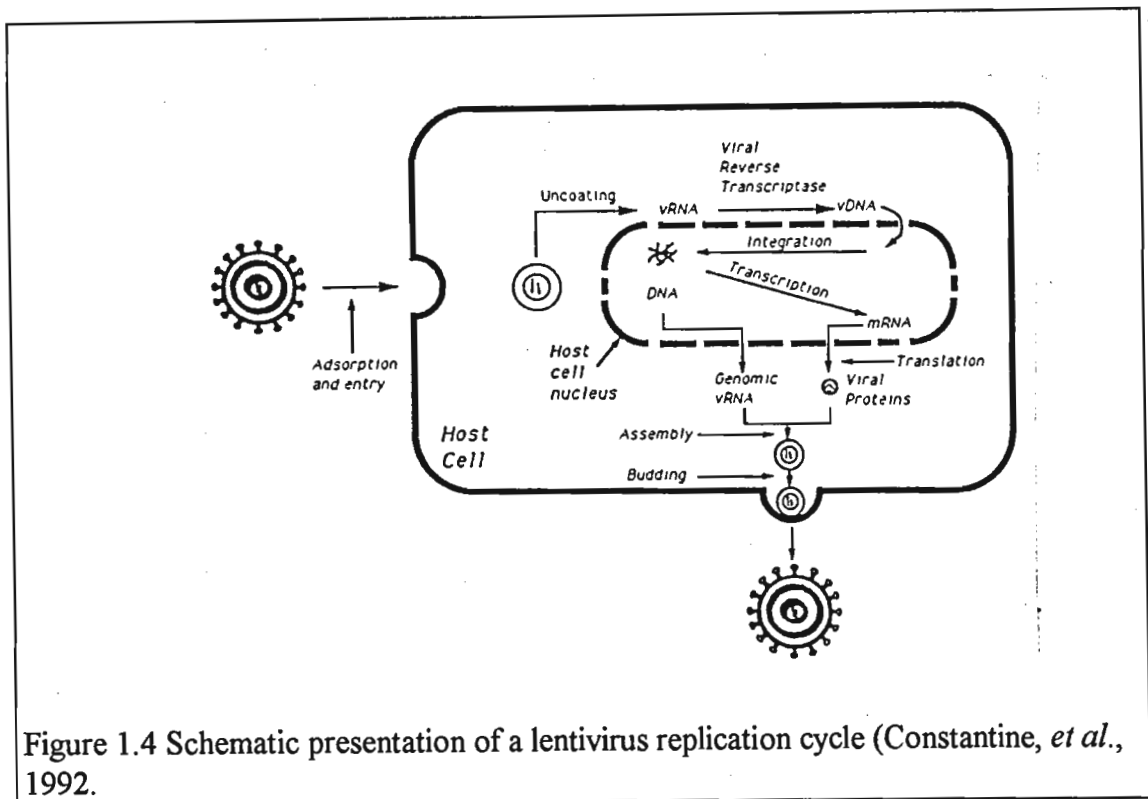 Viral
Reverse
Transcriptase
Uncoating
vRNA
vDNA
Integration
Transcription
DNA
mRNA
Adsorption
and entry
Host
cell
nucleus
Translation
Genomic
vRNA
Viral
Proteins
Host
Cell
Assembly
Budding
Figure 1.4 Schematic presentation of a lentivirus replication cycle (Constantine, et al.,
1992.